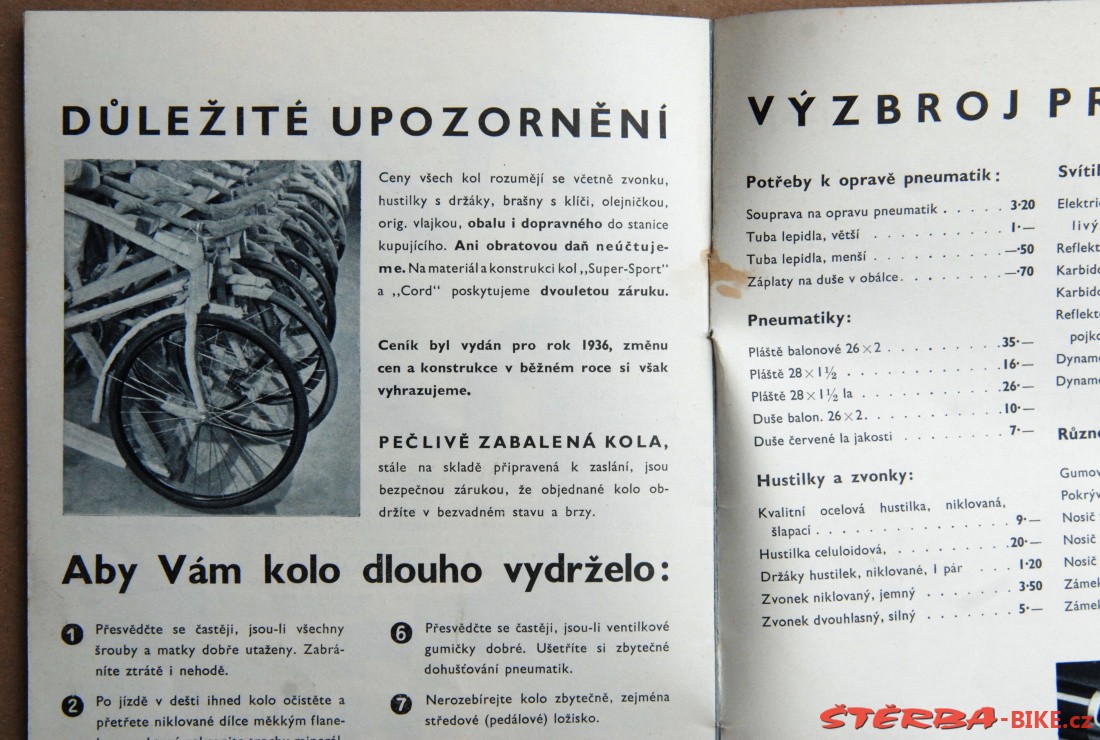 DŮLEŽITÉ UPOZORNĚNÍ
Ceny všech kol rozumějí se včetně zvonku,
hustilky s držáky, brašny s klíči, olejničkou,
orig. vlajkou, obalu i dopravného do stanice
kupujícího. Ani obratovou daň neúčtuje-
me. Na materiál a konstrukci kol „Super-Sport"
a „Cord" poskytujeme dvouletou záruku.
Ceník byl vydán pro rok 1936, změnu
cen a konstrukce v běžném roce si však
vyhrazujeme.
PEČLIVĚ ZABALENÁ KOLA,
stále na skladě připravená k zaslání, jsou
bezpečnou zárukou, že objednané kolo ob-
držíte v bezvadném stavu a brzy.
Aby Vám kolo dlouho vydrželo:
1 Přesvědčte se častěji, jsou-li všechny
šrouby a matky dobře utaženy. Zabrá-
níte ztrátě i nehodě.
2 Po jízdě v dešti ihned kolo očistěte a
přetřete niklované dílce měkkým flane-
6 Přesvědčte se častěji, jsou-li ventilkové
gumičky dobré. Ušetříte si zbytečné
dohušťování pneumatik.
7 Nerozebírejte kolo zbytečně, zejména
středové (pedálové) ložisko.
VÝZBROJ PR
Potřeby k opravě pneumatik:
Souprava na opravu pneumatik . . . . . 3·20
Tuba lepidla, větší . . . . . . . . . 1·—
Tuba lepidla, menší . . . . . . . . . —·50
Záplaty na duše v obálce. . . . . . . —·70
Pneumatiky:
Pláště balonové 26×2 . . . . . . . . 35·—
Pláště 28×1½ . . . . . . . . . . . 16·—
Pláště 28×1½ Ia . . . . . . . . . . 26·—
Duše balon. 26×2. . . . . . . . . . 10·—
Duše červené Ia jakosti . . . . . . . 7·—
Hustilky a zvonky:
Kvalitní ocelová hustilka, niklovaná,
šlapací . . . . . . . . . . . . . . 9·—
Hustilka celuloidová, . . . . . . . . 20·—
Držáky hustilek, niklované, 1 pár . . . 1·20
Zvonek niklovaný, jemný . . . . . . . 3·50
Zvonek dvouhlasný, silný . . . . . . . 5·—
Svítil
Elektric
livý
Reflekt
Karbido
Karbido
Reflekto
pojko
Dynamo
Dynamo
Různé
Gumov
Pokrýv
Nosič
Nosič
Nosič
Zámek
Zámek
ŠTĚRBA-BIKE.cz